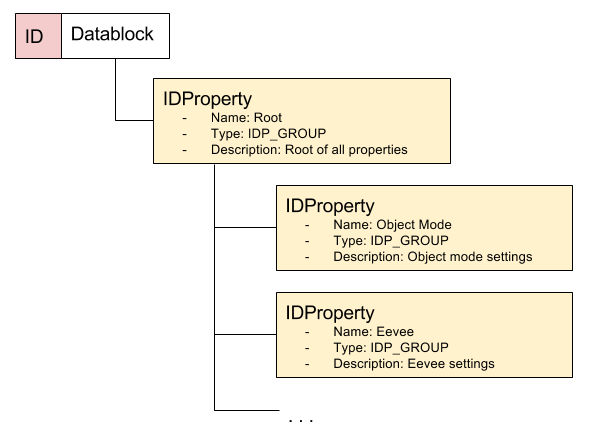 ID Datablock
IDProperty
- Name: Root
- Type: IDP_GROUP
- Description: Root of all properties
IDProperty
- Name: Object Mode
- Type: IDP_GROUP
- Description: Object mode settings
IDProperty
- Name: Eevee
- Type: IDP_GROUP
- Description: Eevee settings
...